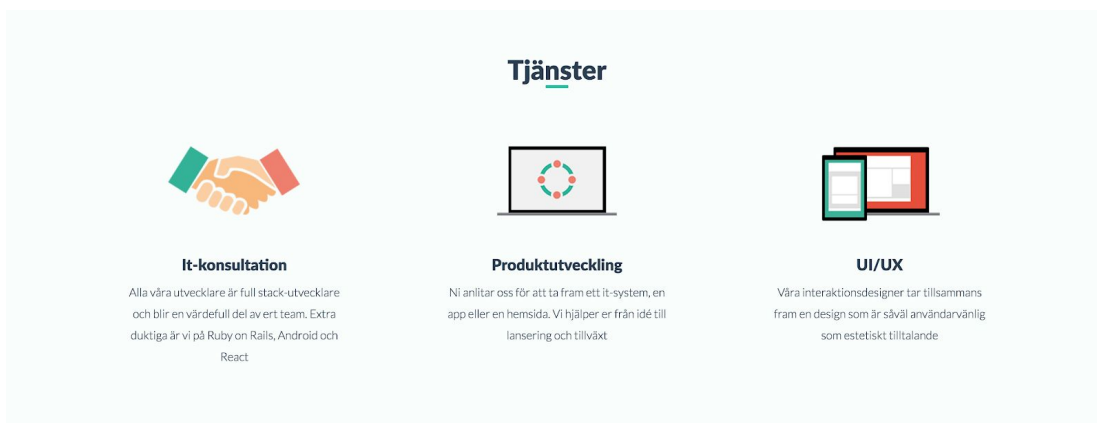 Tjänster
It-konsultation
Alla våra utvecklare är full stack-utvecklare
och blir en värdefull del av ert team. Extra
duktiga är vi på Ruby on Rails, Android och
React
Produktutveckling
Ni anlitar oss för att ta fram ett it-system, en
app eller en hemsida. Vi hjälper er från idé till
lansering och tillväxt
UI/UX
Våra interaktionsdesigner tar tillsammans
fram en design som är såväl användarvänlig
som estetiskt tilltalande